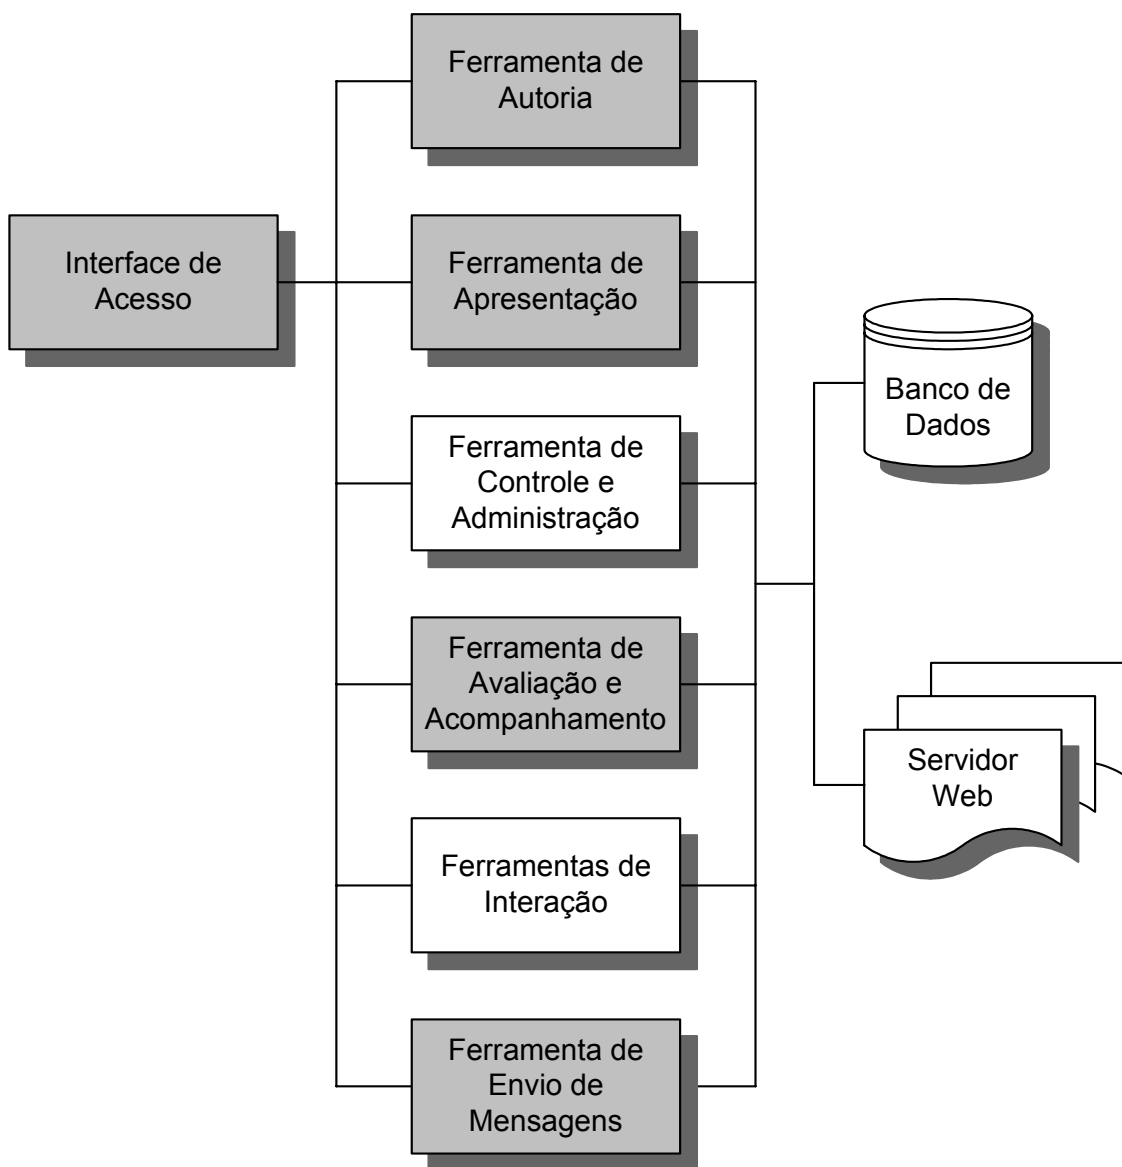 Ferramenta de
Autoria
Interface de
Acesso
Ferramenta de
Apresentação
Banco de
Dados
Ferramenta de
Controle e
Administração
Ferramenta de
Avaliação e
Acompanhamento
Servidor
Web
Ferramentas de
Interação
Ferramenta de
Envio de
Mensagens